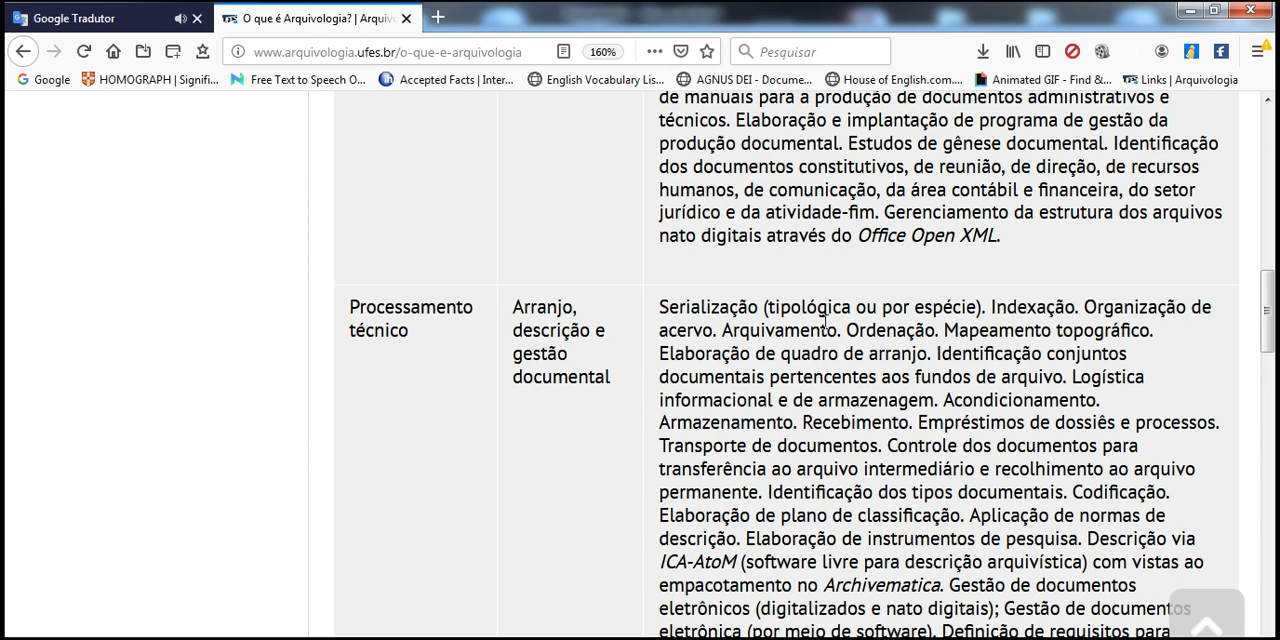 Google Tradutor
O que é Arquivologia? | Arquivo
www.arquivologia.ufes.br/o-que-e-arquivologia
160%
Pesquisar
Google
HOMOGRAPH | Signifi...
Free Text to Speech O...
Accepted Facts | Inter...
English Vocabulary Lis...
AGNUS DEI - Docume...
House of English.com....
Animated GIF - Find &...
Links | Arquivologia
de manuais para a produção de documentos administrativos e
técnicos. Elaboração e implantação de programa de gestão da
produção documental. Estudos de gênese documental. Identificação
dos documentos constitutivos, de reunião, de direção, de recursos
humanos, de comunicação, da área contábil e financeira, do setor
jurídico e da atividade-fim. Gerenciamento da estrutura dos arquivos
nato digitais através do Office Open XML.
Processamento
técnico
Arranjo,
descrição e
gestão
documental
Serialização (tipológica ou por espécie). Indexação. Organização de
acervo. Arquivamento. Ordenação. Mapeamento topográfico.
Elaboração de quadro de arranjo. Identificação conjuntos
documentais pertencentes aos fundos de arquivo. Logística
informacional e de armazenagem. Acondicionamento.
Armazenamento. Recebimento. Empréstimos de dossiês e processos.
Transporte de documentos. Controle dos documentos para
transferência ao arquivo intermediário e recolhimento ao arquivo
permanente. Identificação dos tipos documentais. Codificação.
Elaboração de plano de classificação. Aplicação de normas de
descrição. Elaboração de instrumentos de pesquisa. Descrição via
ICA-AtoM (software livre para descrição arquivística) com vistas ao
empacotamento no Archivematica. Gestão de documentos
eletrônicos (digitalizados e nato digitais); Gestão de documentos
eletrônica (por meio de software). Definição de requisitos para